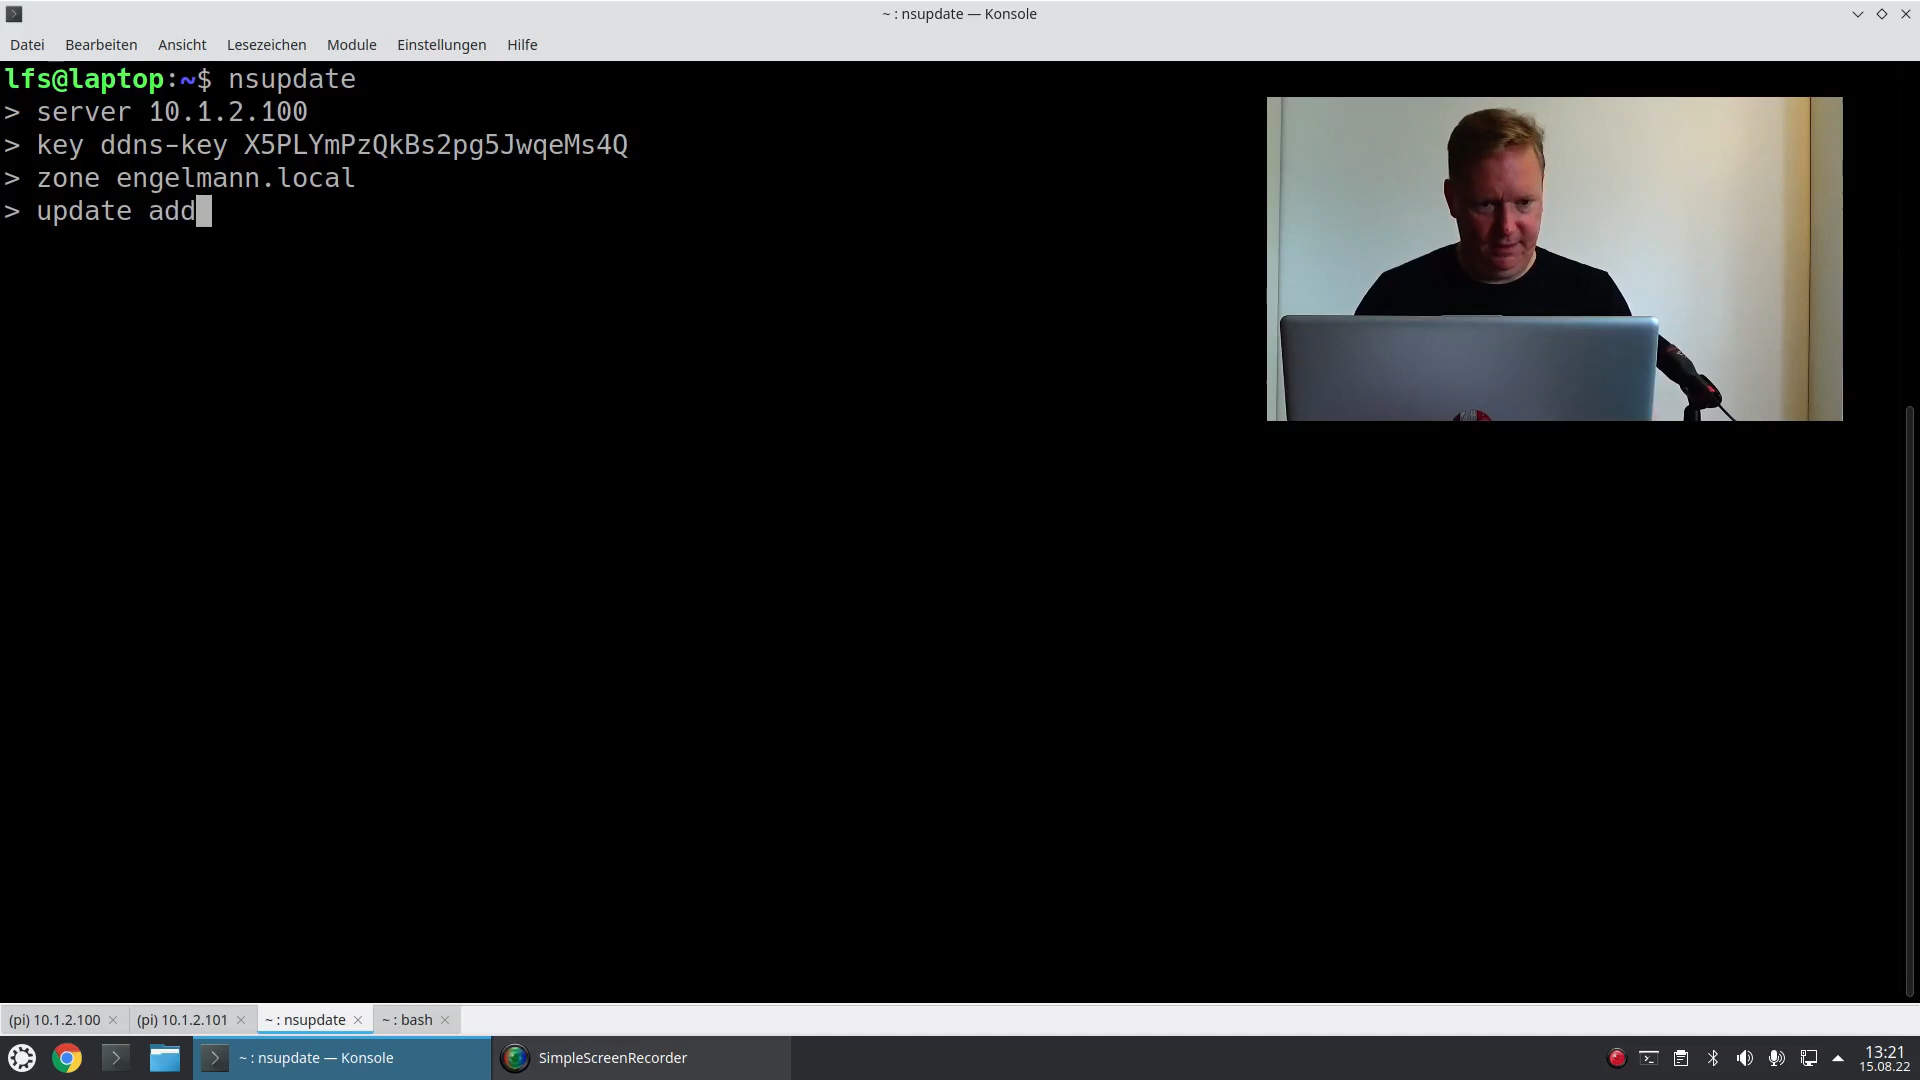 ~ : nsupdate — Konsole
Datei Bearbeiten Ansicht Lesezeichen Module Einstellungen Hilfe
lfs@laptop:~$ nsupdate
> server 10.1.2.100
> key ddns-key X5PLYmPzQkBs2pg5JwqeMs4Q
> zone engelmann.local
> update add
(pi) 10.1.2.100 (pi) 10.1.2.101 ~ : nsupdate ~ : bash
~ : nsupdate — Konsole SimpleScreenRecorder 13:21
15.08.22